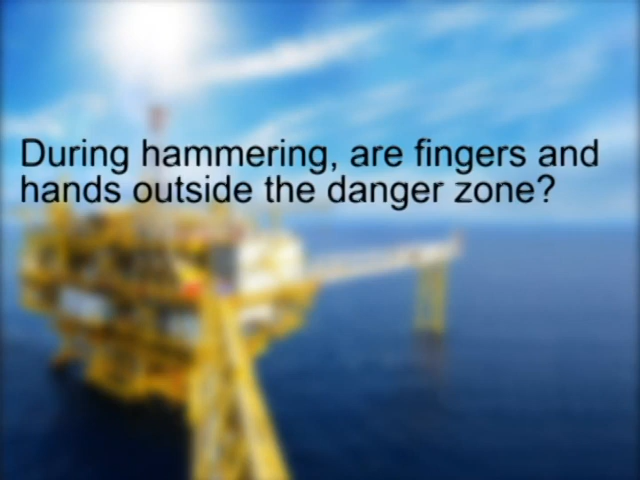 During hammering, are fingers and
hands outside the danger zone?